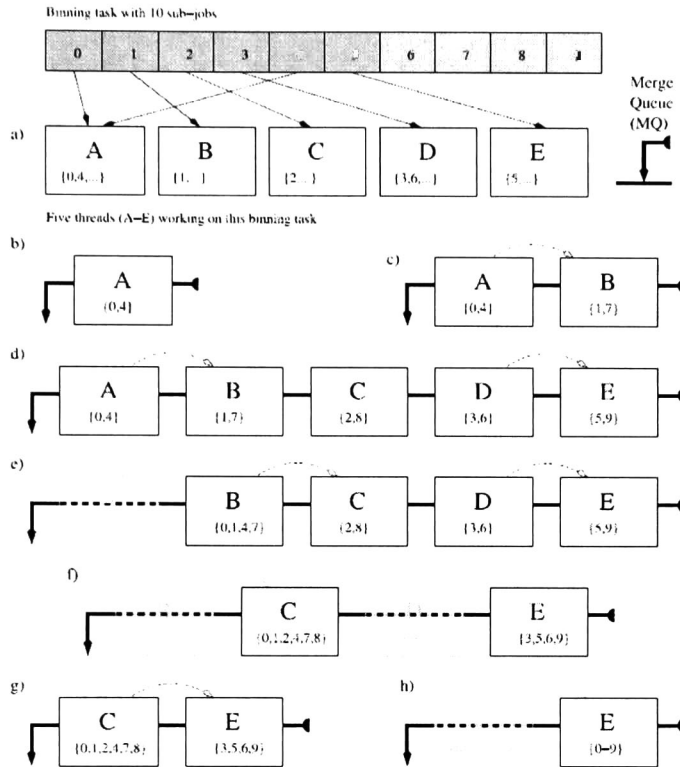 Binning task with 10 sub-jobs
0 1 2 3 6 7 8
Merge
Queue
(MQ)
a)
A B C D E
{0,4,...} {1,...} {2...} {3,6,...} {5,...}
Five threads (A-E) working on this binning task
b)
A
{0,4}
c)
A B
{0,4} {1,7}
d)
A B C D E
{0,4} {1,7} {2,8} {3,6} {5,9}
e)
B C D E
{0,1,4,7} {2,8} {3,6} {5,9}
f)
C E
{0,1,2,4,7,8} {3,5,6,9}
g)
C E
{0,1,2,4,7,8} {3,5,6,9}
h)
E
{0-9}